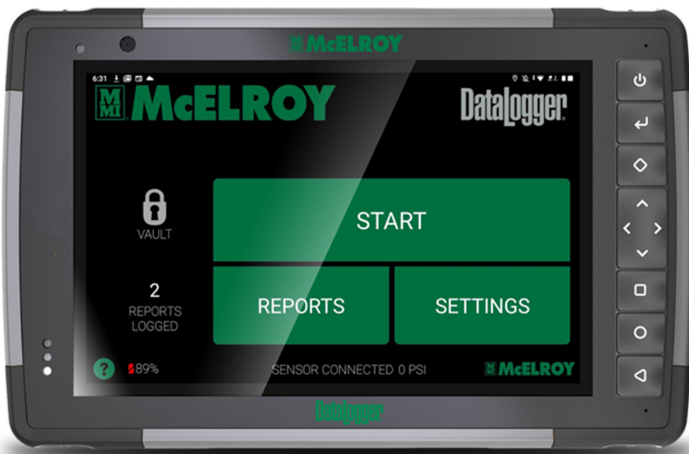 McELROY
6:31
M
MI
McELROY
DataLogger
VAULT
START
2
REPORTS
LOGGED
REPORTS
SETTINGS
?
89%
SENSOR CONNECTED 0 PSI
McELROY
DataLogger